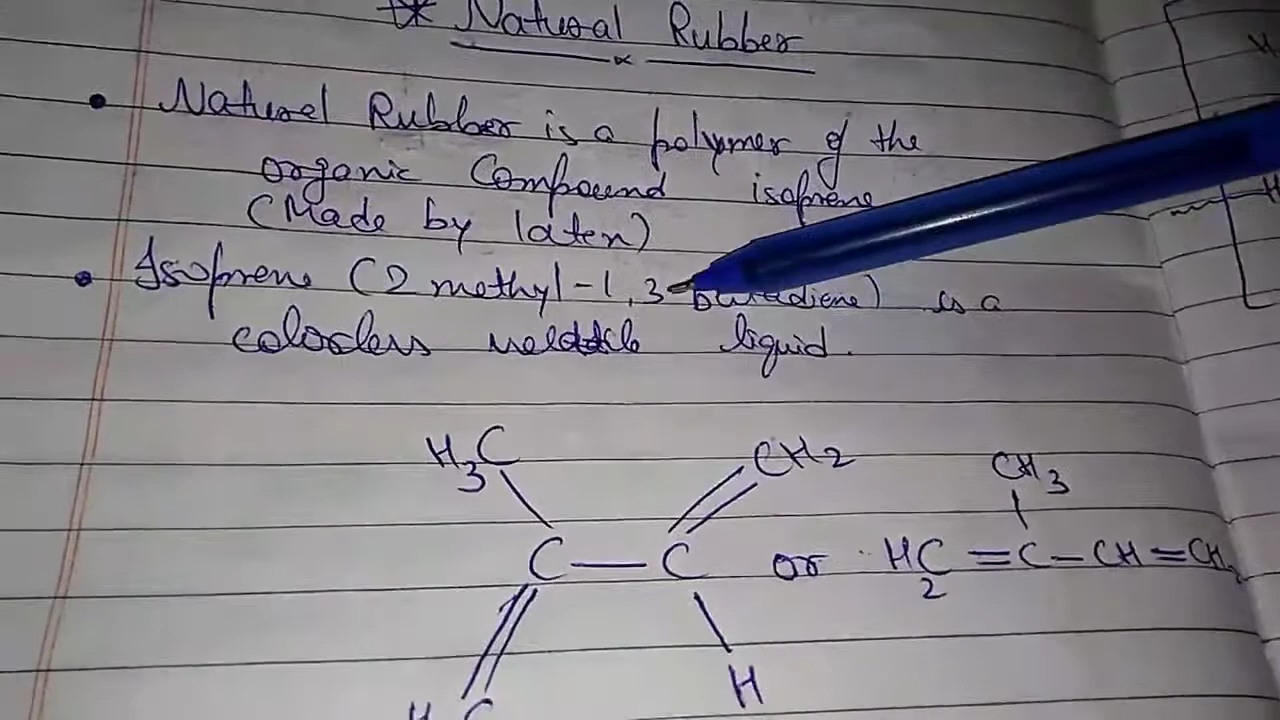 Natural Rubber
• Natural Rubber is a polymer of the
organic Compound isoprene
(Made by latex)
• Isoprene (2 methyl-1,3-butadiene) is a
colorless liquid.
H3C CH2
CH3
C — C or H2C = C — CH = CH2
H